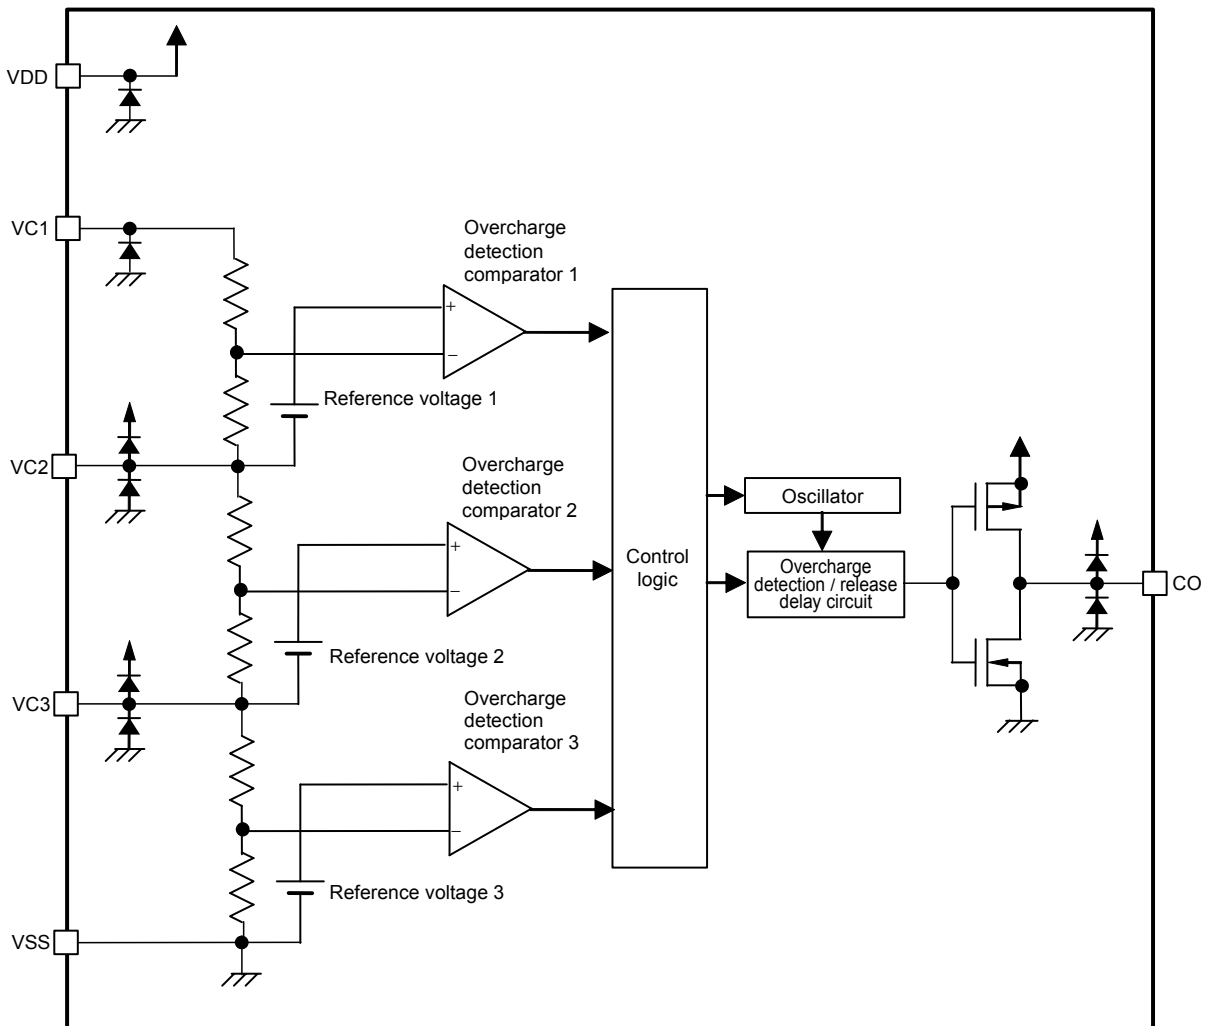 VDD
VC1
Overcharge
detection
comparator 1
+
−
Reference voltage 1
VC2
Overcharge
detection
comparator 2
+
−
Reference voltage 2
Control
logic
Oscillator
Overcharge
detection / release
delay circuit
CO
VC3
Overcharge
detection
comparator 3
+
−
Reference voltage 3
VSS